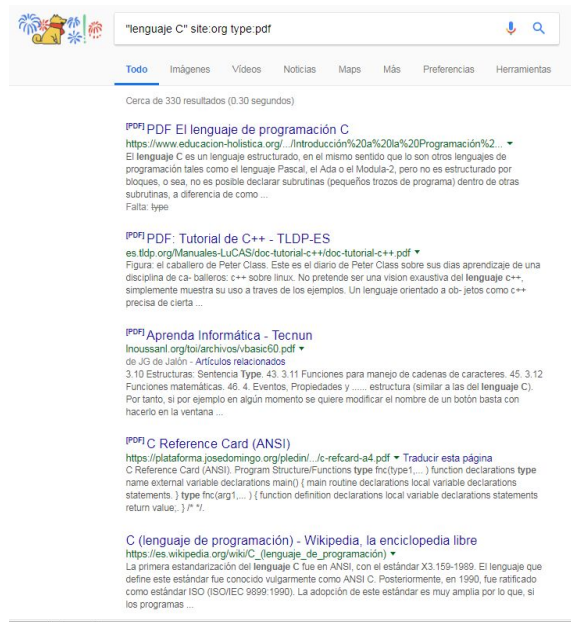 "lenguaje C" site:org type:pdf
Todo Imágenes Vídeos Noticias Maps Más Preferencias Herramientas
Cerca de 330 resultados (0.30 segundos)
[PDF] PDF El lenguaje de programación C
https://www.educacion-holistica.org/.../Introducción%20a%20la%20Programación%2...
El lenguaje C es un lenguaje estructurado, en el mismo sentido que lo son otros lenguajes de
programación tales como el lenguaje Pascal, el Ada o el Modula-2, pero no es estructurado por
bloques, o sea, no es posible declarar subrutinas (pequeños trozos de programa) dentro de otras
subrutinas, a diferencia de como ...
Falta: type
[PDF] PDF: Tutorial de C++ - TLDP-ES
es.tldp.org/Manuales-LuCAS/doc-tutorial-c++/doc-tutorial-c++.pdf
Figura: el caballero de Peter Class. Este es el diario de Peter Class sobre sus dias aprendizaje de una
disciplina de ca- balleros: c++ sobre linux. No pretende ser una vision exaustiva del lenguaje c++,
simplemente muestra su uso a traves de los ejemplos. Un lenguaje orientado a ob- jetos como c++
precisa de cierta ...
[PDF] Aprenda Informática - Tecnun
lnoussanl.org/toi/archivos/vbasic60.pdf
de JG de Jalón - Artículos relacionados
3.10 Estructuras: Sentencia Type. 43. 3.11 Funciones para manejo de cadenas de caracteres. 45. 3.12
Funciones matemáticas. 46. 4. Eventos, Propiedades y ...... estructura (similar a las del lenguaje C).
Por tanto, si por ejemplo en algún momento se quiere modificar el nombre de un botón basta con
hacerlo en la ventana ...
[PDF] C Reference Card (ANSI)
https://plataforma.josedomingo.org/pledin/.../c-refcard-a4.pdf Traducir esta página
C Reference Card (ANSI). Program Structure/Functions type fnc(type1,... ) function declarations type
name external variable declarations main() { main routine declarations local variable declarations
statements. } type fnc(arg1,... ) { function definition declarations local variable declarations statements
return value;. } /* */.
C (lenguaje de programación) - Wikipedia, la enciclopedia libre
https://es.wikipedia.org/wiki/C_(lenguaje_de_programación)
La primera estandarización del lenguaje C fue en ANSI, con el estándar X3.159-1989. El lenguaje que
define este estándar fue conocido vulgarmente como ANSI C. Posteriormente, en 1990, fue ratificado
como estándar ISO (ISO/IEC 9899:1990). La adopción de este estándar es muy amplia por lo que, si
los programas ...